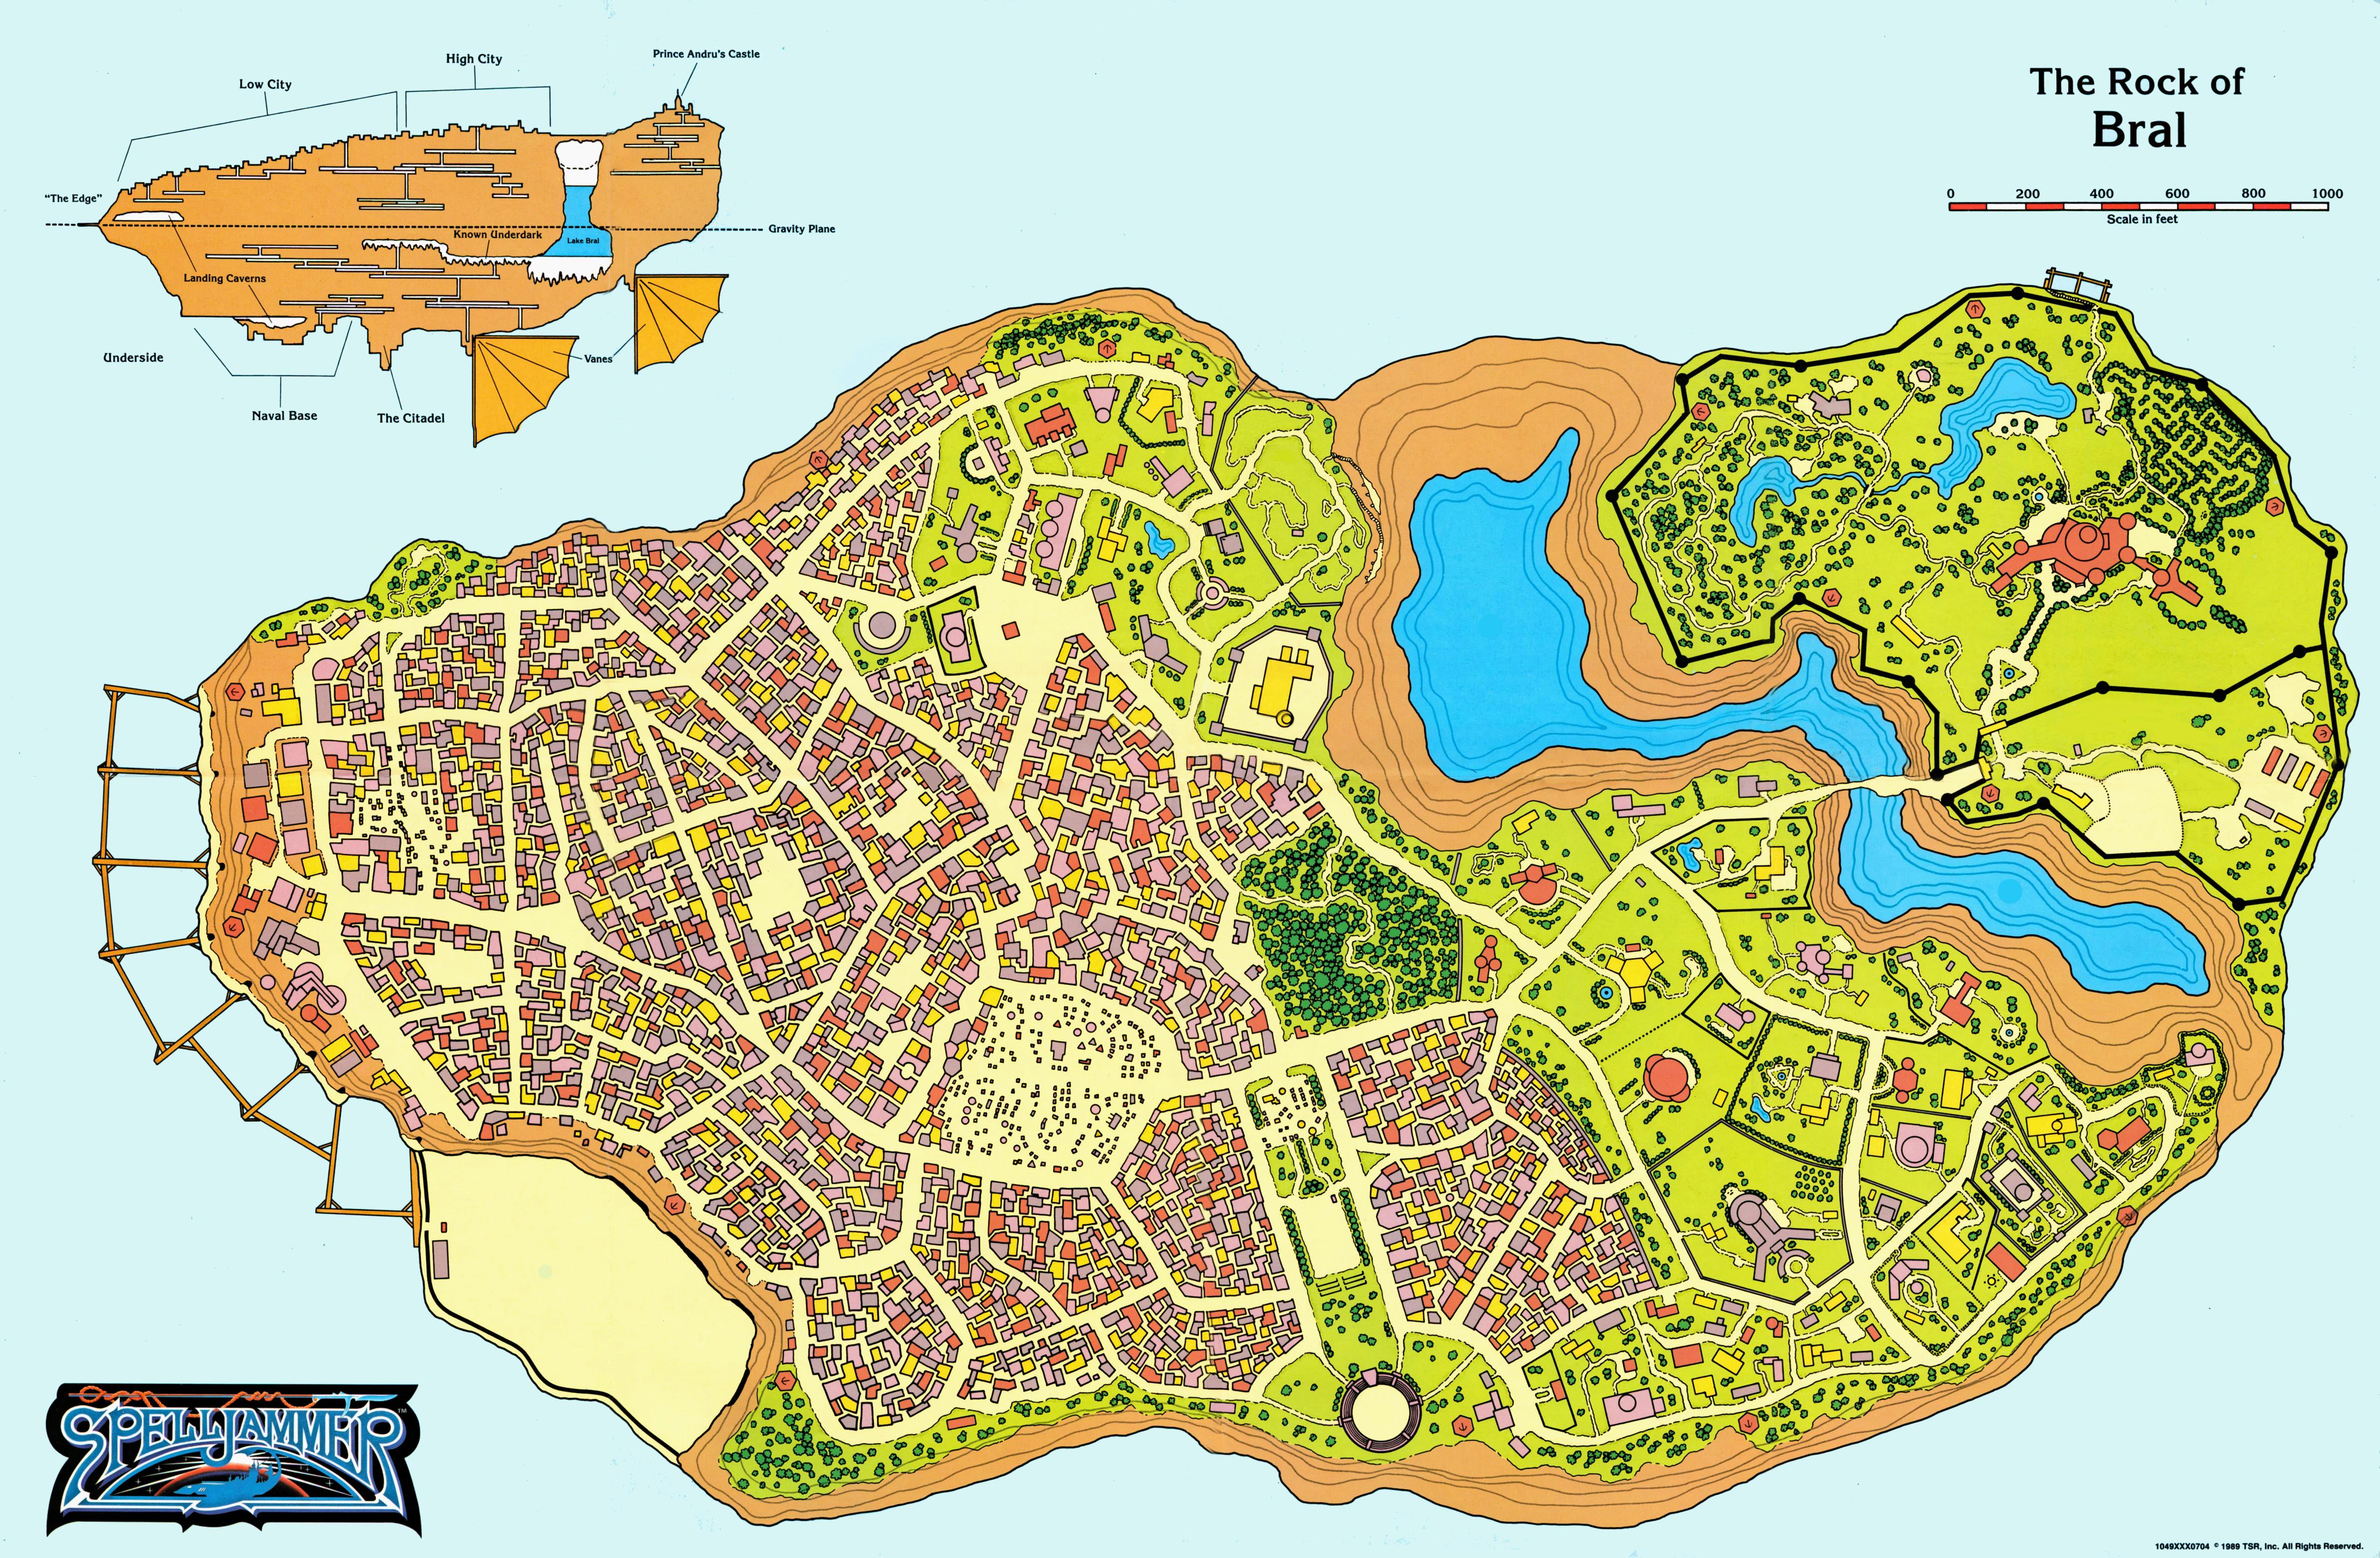 The Rock of
Bral
0 200 400 600 800 1000
Scale in feet
Prince Andru's Castle
High City
Low City
"The Edge"
Gravity Plane
Known Underdark
Lake Bral
Landing Caverns
Underside
Vanes
Naval Base
The Citadel
SPELLJAMMER™
1049XXX0704 © 1989 TSR, Inc. All Rights Reserved.